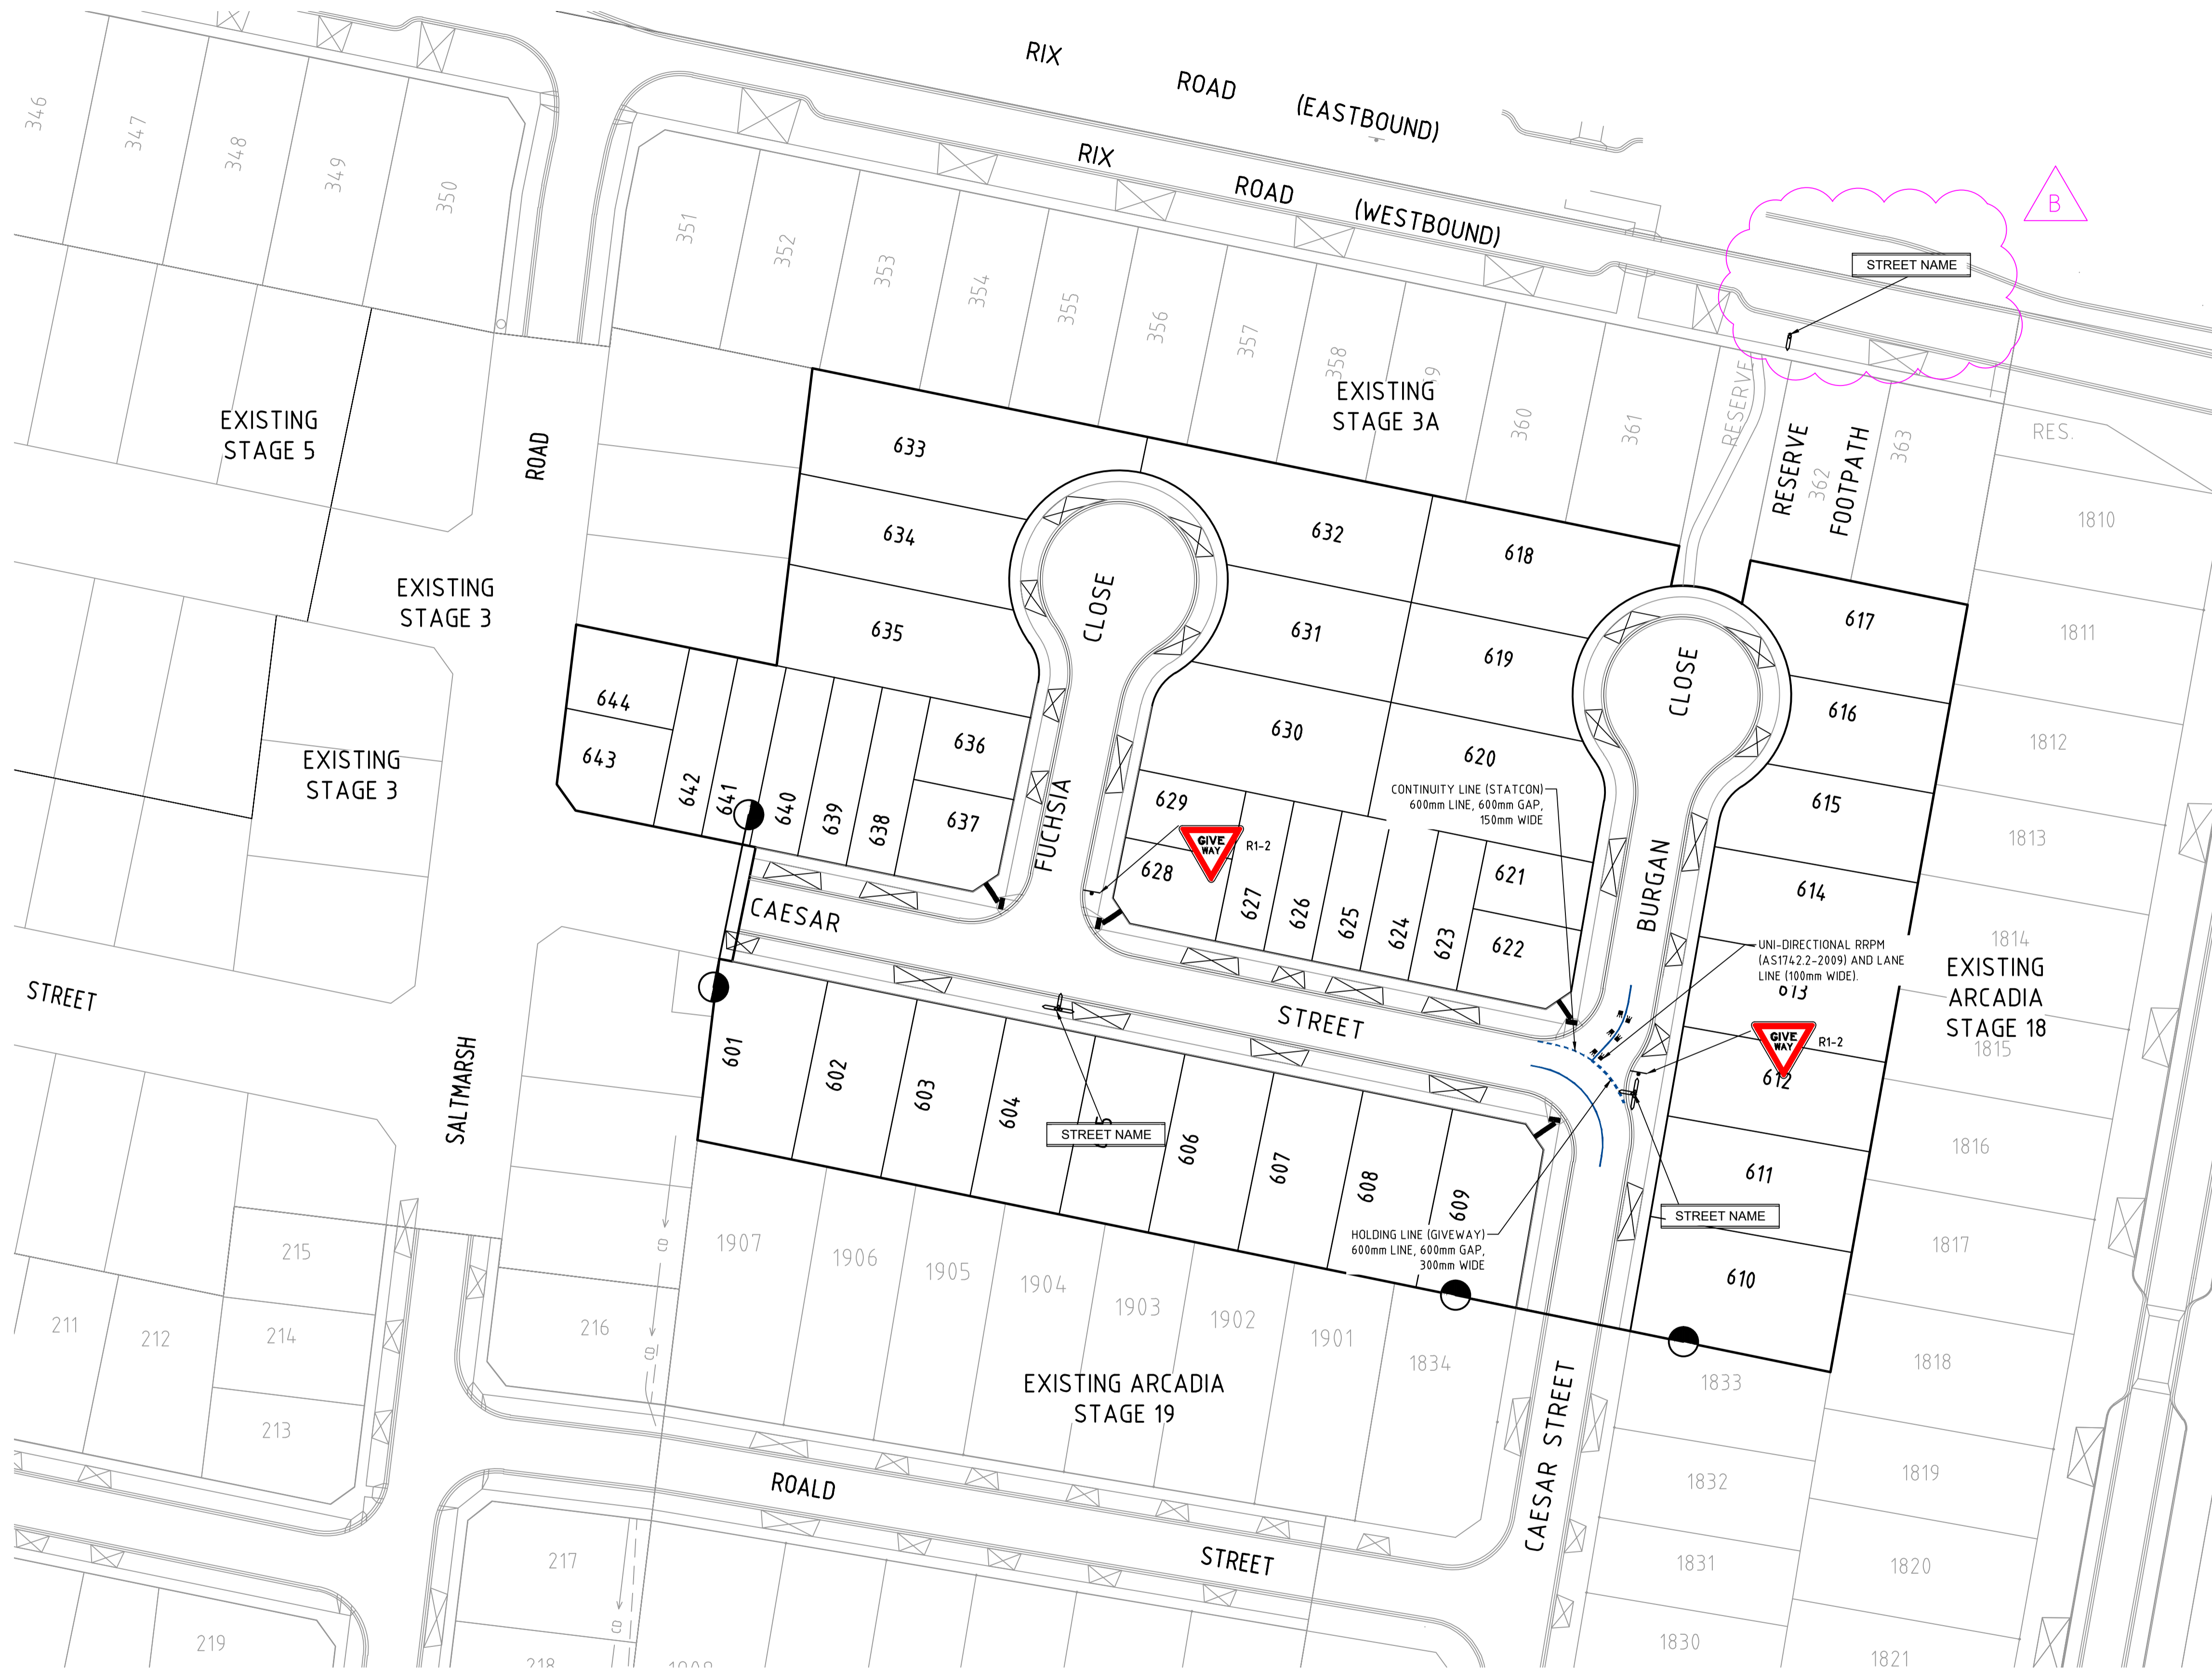 RIX
ROAD
(EASTBOUND)
RIX
ROAD
(WESTBOUND)
B
STREET NAME
346
347
348
349
350
351
352
353
354
355
356
357
358
EXISTING
STAGE 3A
360
361
RESERVE
RESERVE
362
FOOTPATH
363
RES.
1810
1811
1812
1813
1814
1815
1816
1817
1818
1819
1820
1821
EXISTING
STAGE 5
ROAD
EXISTING
STAGE 3
EXISTING
STAGE 3
633
634
635
632
631
630
618
619
620
617
616
615
614
613
612
611
610
CLOSE
CLOSE
644
643
642
641
640
639
638
636
637
FUCHSIA
629
628
GIVE
WAY
R1-2
627
626
625
624
623
621
622
CONTINUITY LINE (STATCON)
600mm LINE, 600mm GAP,
150mm WIDE
BURGAN
UNI-DIRECTIONAL RRPM
(AS1742.2-2009) AND LANE
LINE (100mm WIDE).
EXISTING
ARCADIA
STAGE 18
GIVE
WAY
R1-2
CAESAR
STREET
STREET
SALTMARSH
601
602
603
604
606
607
608
609
STREET NAME
STREET NAME
HOLDING LINE (GIVEWAY)
600mm LINE, 600mm GAP,
300mm WIDE
1907
1906
1905
1904
1903
1902
1901
1834
EXISTING ARCADIA
STAGE 19
215
214
213
211
212
216
217
218
219
ROALD
STREET
CAESAR STREET
1833
1832
1831
1830